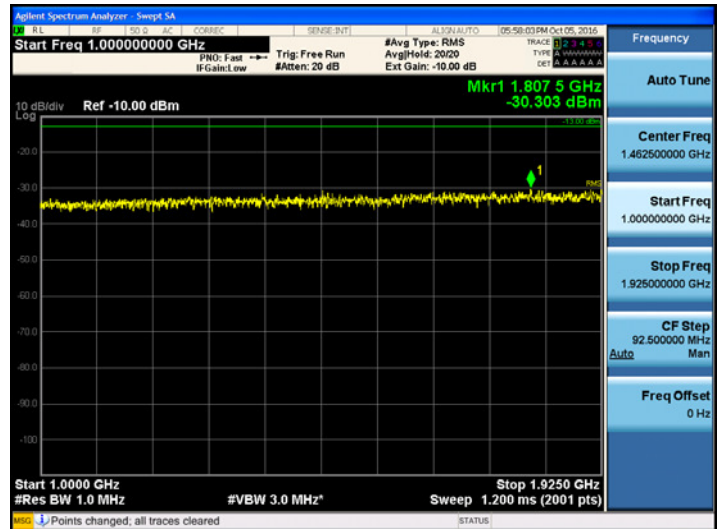 Agilent Spectrum Analyzer - Swept SA
RL RF 50 Ω AC CORREC SENSE:INT ALIGNAUTO 05:58:03 PM Oct 05, 2016
Start Freq 1.000000000 GHz
PNO: Fast
IFGain:Low
Trig: Free Run
#Atten: 20 dB
#Avg Type: RMS
Avg|Hold: 20/20
Ext Gain: -10.00 dB
TRACE 1 2 3 4 5 6
TYPE A WWWWW
DET A A A A A A
Mkr1 1.807 5 GHz
-30.303 dBm
10 dB/div Ref -10.00 dBm
Log
-13.00 dBm
-20.0
1
RMS
-30.0
-40.0
-50.0
-60.0
-70.0
-80.0
-90.0
-100
Start 1.0000 GHz Stop 1.9250 GHz
#Res BW 1.0 MHz #VBW 3.0 MHz* Sweep 1.200 ms (2001 pts)
MSG Points changed; all traces cleared STATUS
Frequency
Auto Tune
Center Freq
1.462500000 GHz
Start Freq
1.000000000 GHz
Stop Freq
1.925000000 GHz
CF Step
92.500000 MHz
Auto Man
Freq Offset
0 Hz